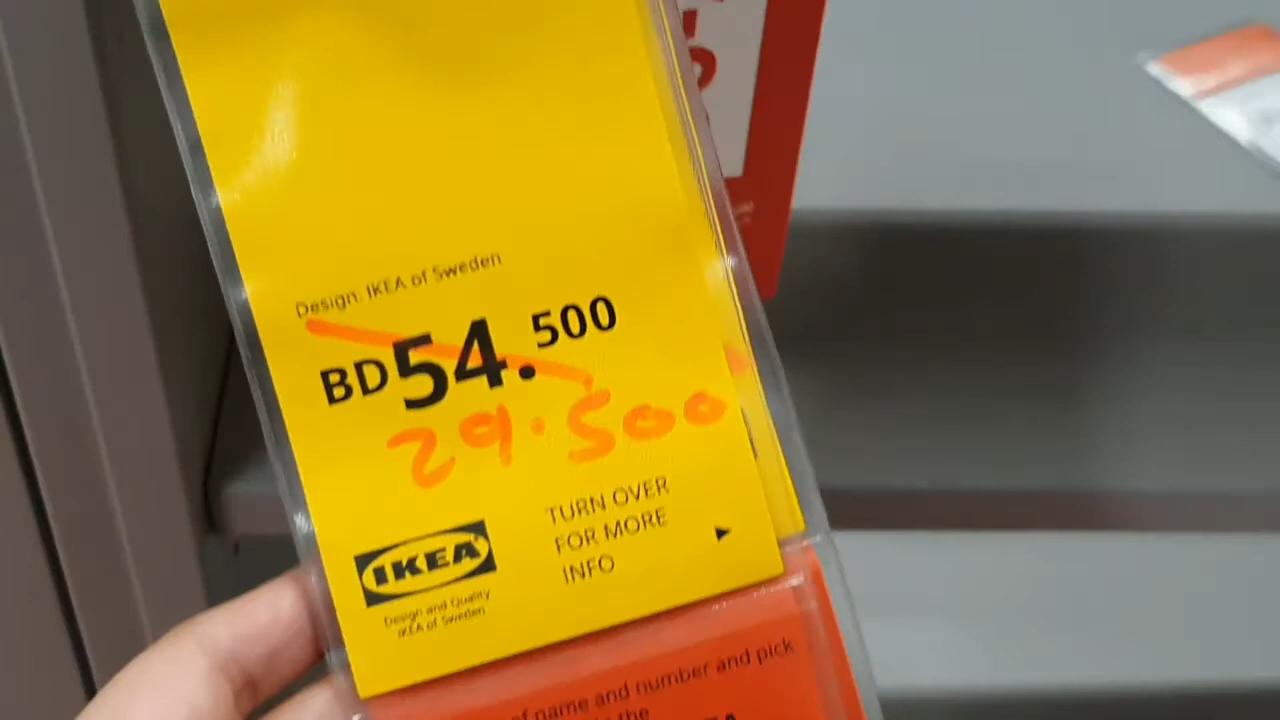 Design: IKEA of Sweden
BD54.500
29.500
IKEA
Design and Quality
IKEA of Sweden
TURN OVER
FOR MORE
INFO
name and number and pick
the